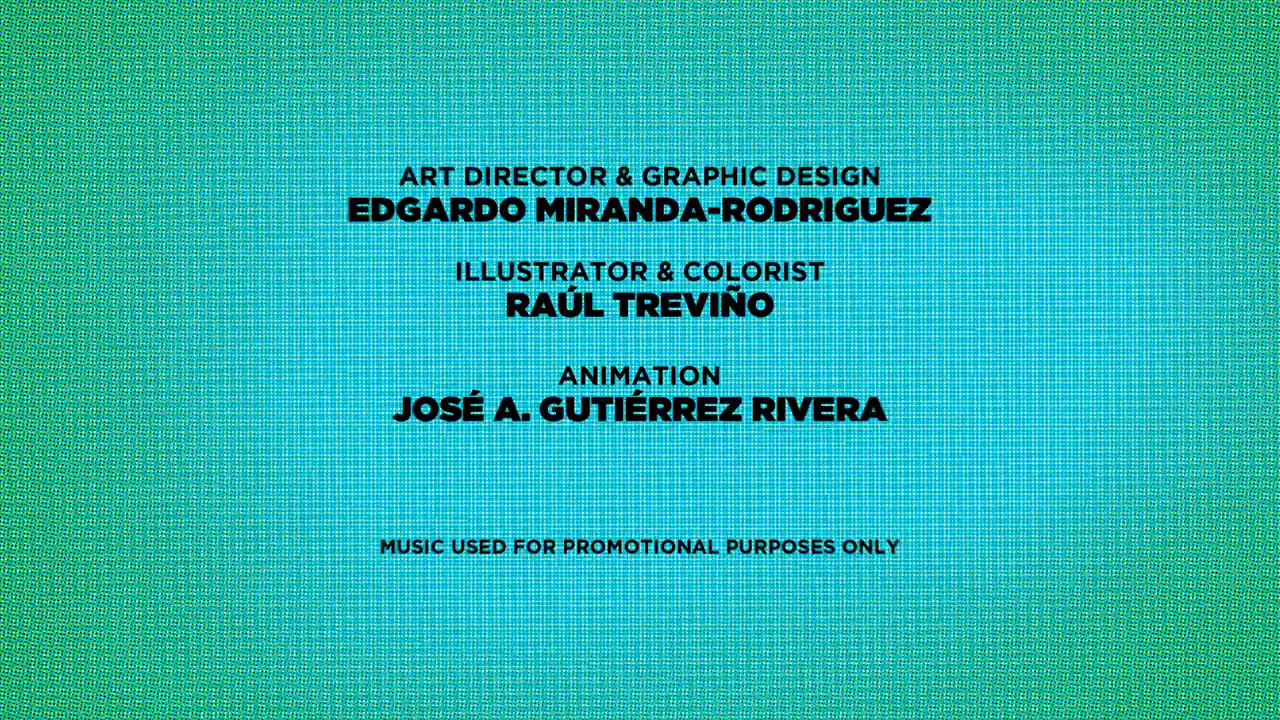 ART DIRECTOR & GRAPHIC DESIGN
EDGARDO MIRANDA-RODRIGUEZ
ILLUSTRATOR & COLORIST
RAÚL TREVIÑO
ANIMATION
JOSÉ A. GUTIÉRREZ RIVERA
MUSIC USED FOR PROMOTIONAL PURPOSES ONLY